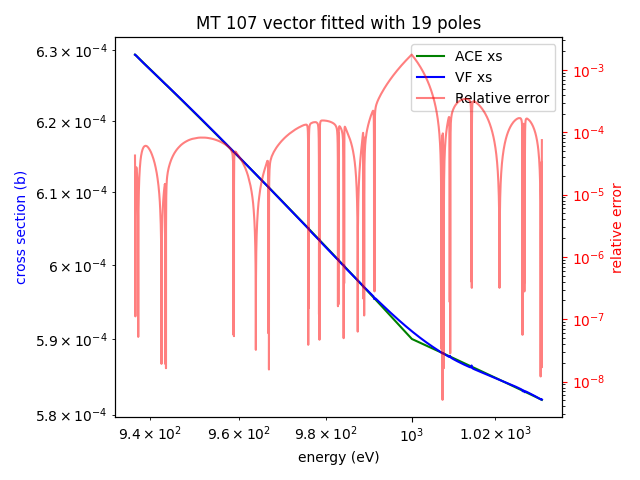 MT 107 vector fitted with 19 poles
ACE xs
VF xs
Relative error
cross section (b)
6.3 × 10⁻⁴
6.2 × 10⁻⁴
6.1 × 10⁻⁴
6 × 10⁻⁴
5.9 × 10⁻⁴
5.8 × 10⁻⁴
10⁻³
10⁻⁴
10⁻⁵
10⁻⁶
10⁻⁷
10⁻⁸
relative error
9.4 × 10² 9.6 × 10² 9.8 × 10² 10³ 1.02 × 10³
energy (eV)